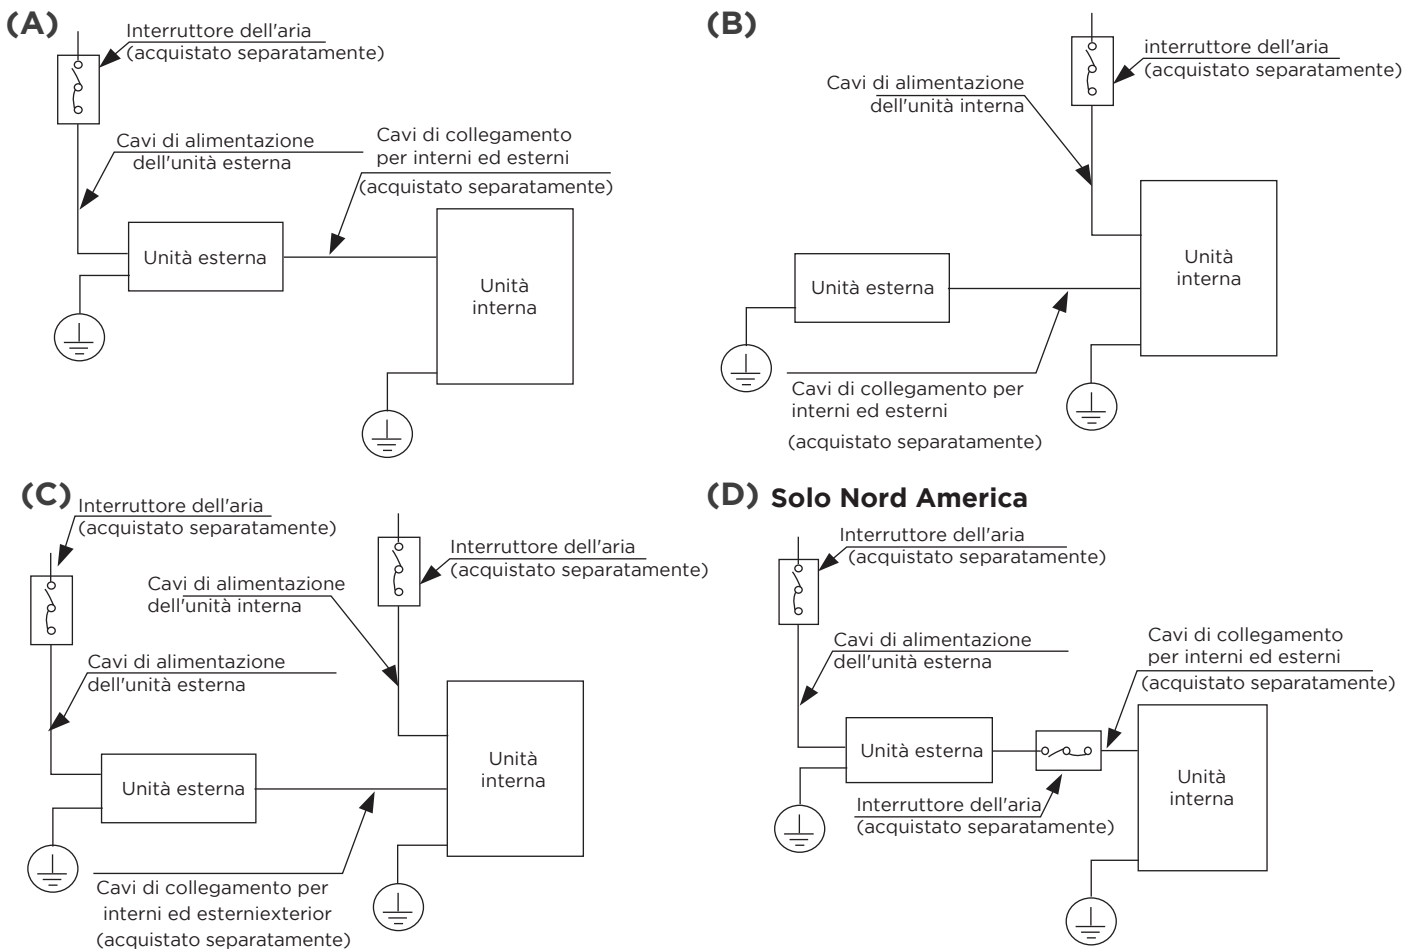 (A)
Interruttore dell'aria
(acquistato separatamente)
Cavi di alimentazione
dell'unità esterna
Cavi di collegamento
per interni ed esterni
(acquistato separatamente)
Unità esterna
Unità
interna
(B)
interruttore dell'aria
(acquistato separatamente)
Cavi di alimentazione
dell'unità interna
Unità
interna
Unità esterna
Cavi di collegamento per
interni ed esterni
(acquistato separatamente)
(C)
Interruttore dell'aria
(acquistato separatamente)
Interruttore dell'aria
(acquistato separatamente)
Cavi di alimentazione
dell'unità interna
Cavi di alimentazione
dell'unità esterna
Unità esterna
Unità
interna
Cavi di collegamento per
interni ed esterniexterior
(acquistato separatamente)
(D) Solo Nord America
Interruttore dell'aria
(acquistato separatamente)
Cavi di alimentazione
dell'unità esterna
Cavi di collegamento
per interni ed esterni
(acquistato separatamente)
Unità esterna
Unità
interna
Interruttore dell'aria
(acquistato separatamente)